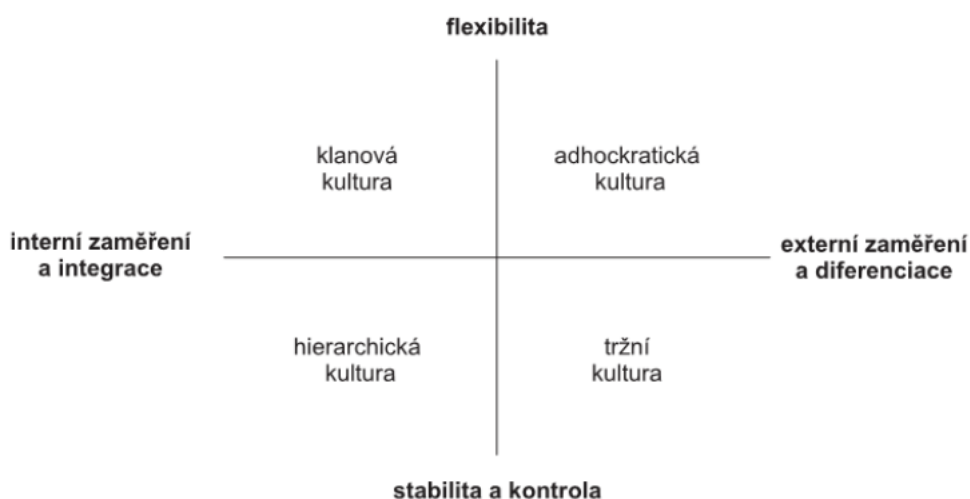 flexibilita
klanová
kultura
adhockratická
kultura
interní zaměření
a integrace
externí zaměření
a diferenciace
hierarchická
kultura
tržní
kultura
stabilita a kontrola